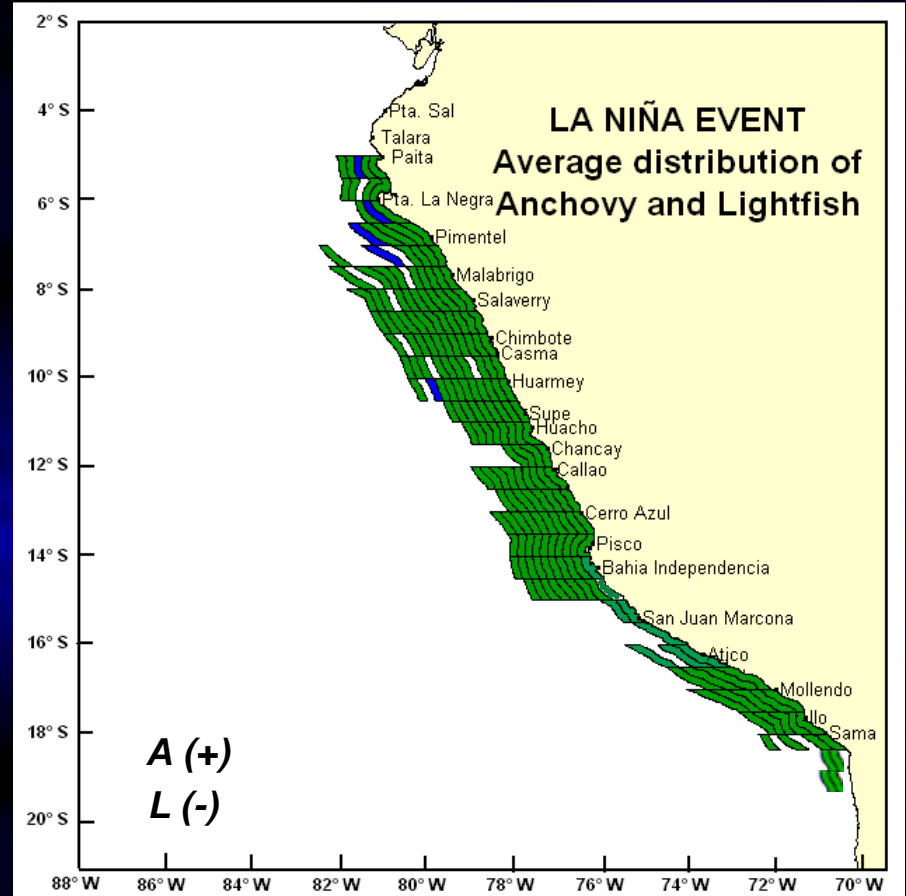 LA NIÑA EVENT
Average distribution of
Anchovy and Lightfish
2° S
4° S
6° S
8° S
10° S
12° S
14° S
16° S
18° S
20° S
Pta. Sal
Talara
Paita
Pta. La Negra
Pimentel
Malabrigo
Salaverry
Chimbote
Casma
Huarmey
Supe
Huacho
Chancay
Callao
Cerro Azul
Pisco
Bahia Independencia
San Juan Marcona
Atico
Mollendo
Ilo
Sama
A (+)
L (-)
88° W 86° W 84° W 82° W 80° W 78° W 76° W 74° W 72° W 70° W